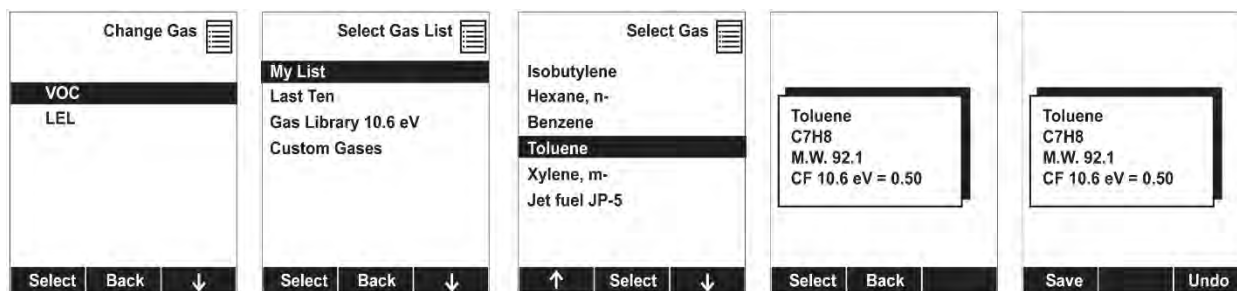 Change Gas
VOC
LEL
Select Back ↓
Select Gas List
My List
Last Ten
Gas Library 10.6 eV
Custom Gases
Select Back ↓
Select Gas
Isobutylene
Hexane, n-
Benzene
Toluene
Xylene, m-
Jet fuel JP-5
↑ Select ↓
Toluene
C7H8
M.W. 92.1
CF 10.6 eV = 0.50
Select Back
Toluene
C7H8
M.W. 92.1
CF 10.6 eV = 0.50
Save Undo